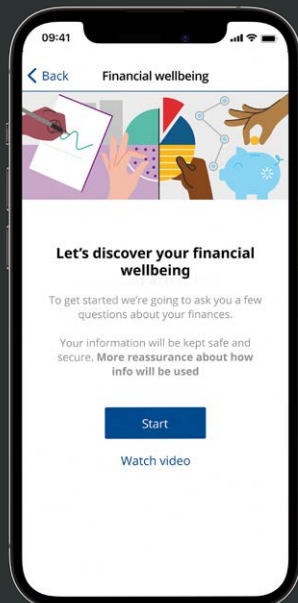 09:41
Back
Financial wellbeing
Let's discover your financial
wellbeing
To get started we're going to ask you a few
questions about your finances.
Your information will be kept safe and
secure. More reassurance about how
info will be used
Start
Watch video